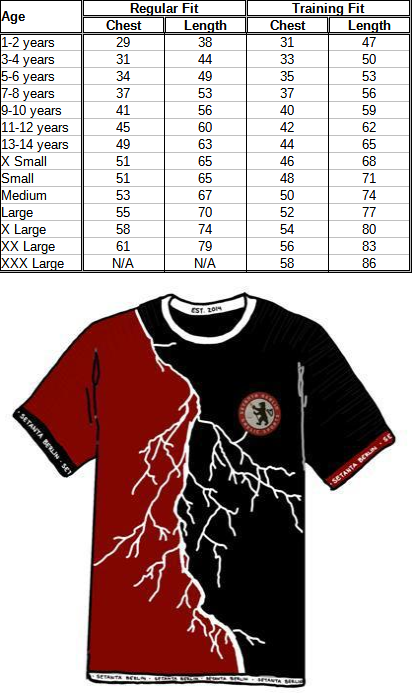 Age Regular Fit Training Fit
Chest Length Chest Length
1-2 years 29 38 31 47
3-4 years 31 44 33 50
5-6 years 34 49 35 53
7-8 years 37 53 37 56
9-10 years 41 56 40 59
11-12 years 45 60 42 62
13-14 years 49 63 44 65
X Small 51 65 46 68
Small 51 65 48 71
Medium 53 67 50 74
Large 55 70 52 77
X Large 58 74 54 80
XX Large 61 79 56 83
XXX Large N/A N/A 58 86
EST. 2014
SETANTA BERLIN
· SETANTA BERLIN · SET
· SETANTA BERLIN ·
SETANTA BERLIN · SETANTA BERLIN · SETANTA BERLIN · SETANTA BERLIN